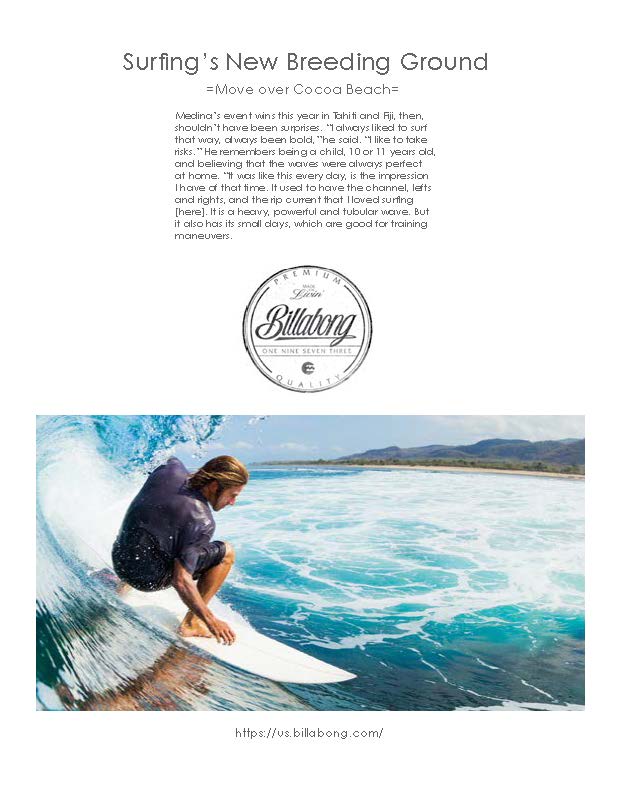 Surfing's New Breeding Ground
=Move over Cocoa Beach=
Medina's event wins this year in Tahiti and Fiji, then,
shouldn't have been surprises. "I always liked to surf
that way, always been bold, "he said. "I like to take
risks." He remembers being a child, 10 or 11 years old,
and believing that the waves were always perfect
at home. "It was like this every day, is the impression
I have of that time. It used to have the channel, lefts
and rights, and the rip current that I loved surfing
[here]. It is a heavy, powerful and tubular wave. But
it also has its small days, which are good for training
maneuvers.
PREMIUM
MADE
Livin'
Billabong
ONE NINE SEVEN THREE
QUALITY
https://us.billabong.com/